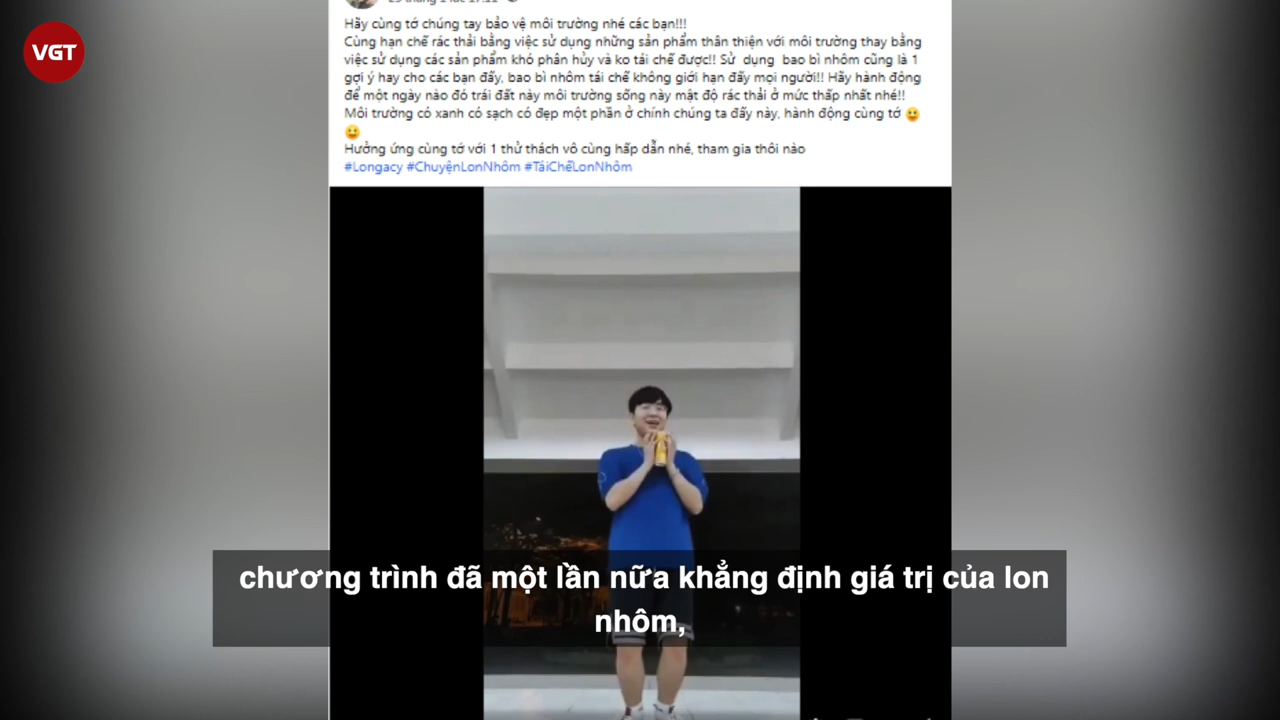 VGT
Hãy cùng tớ chúng tay bảo vệ môi trường nhé các bạn!!!
Cùng hạn chế rác thải bằng việc sử dụng những sản phẩm thân thiện với môi trường thay bằng
việc sử dụng các sản phẩm khó phân hủy và ko tái chế được!! Sử dụng bao bì nhôm cũng là 1
gợi ý hay cho các bạn đấy, bao bì nhôm tái chế không giới hạn đấy mọi người!! Hãy hành động
để một ngày nào đó trái đất này môi trường sống này mật độ rác thải ở mức thấp nhất nhé!!
Môi trường có xanh có sạch có đẹp một phần ở chính chúng ta đấy này, hành động cùng tớ 😃
😃
Hưởng ứng cùng tớ với 1 thử thách vô cùng hấp dẫn nhé, tham gia thôi nào
#Longacy #ChuyệnLonNhôm #TáiChếLonNhôm
chương trình đã một lần nữa khẳng định giá trị của lon
nhôm,